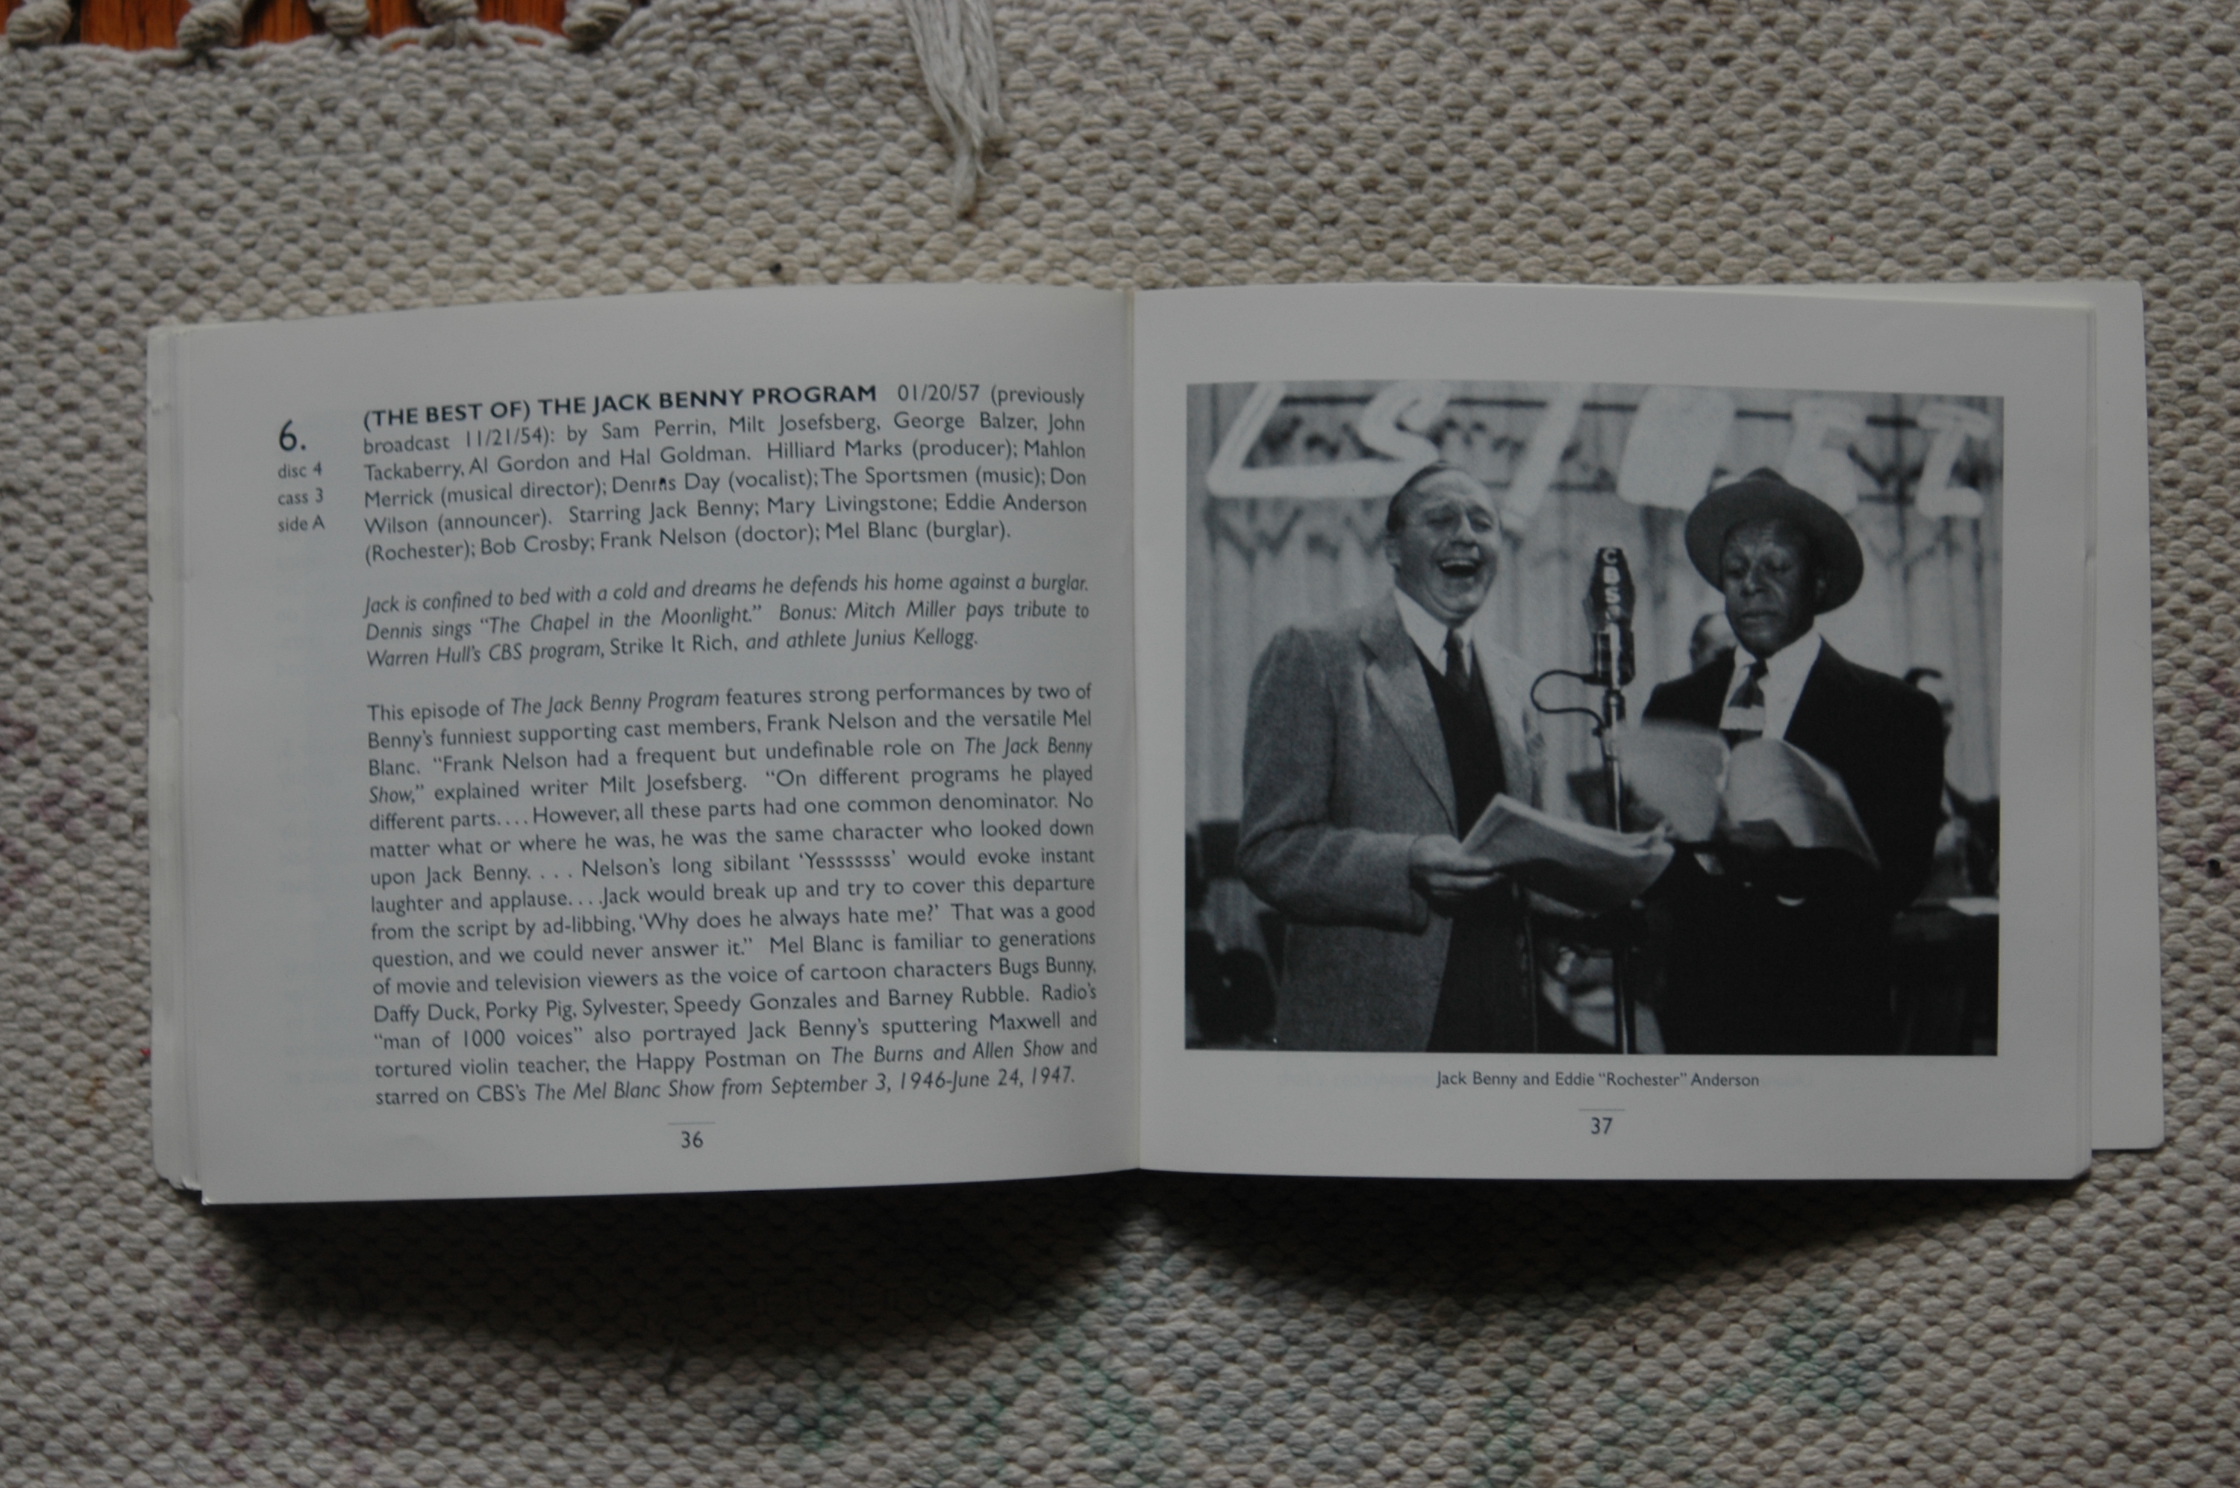 6.
disc 4
cass 3
side A
(THE BEST OF) THE JACK BENNY PROGRAM 01/20/57 (previously
broadcast 11/21/54): by Sam Perrin, Milt Josefsberg, George Balzer, John
Tackaberry, Al Gordon and Hal Goldman. Hilliard Marks (producer); Mahlon
Merrick (musical director); Dennis Day (vocalist); The Sportsmen (music); Don
Wilson (announcer). Starring Jack Benny; Mary Livingstone; Eddie Anderson
(Rochester); Bob Crosby; Frank Nelson (doctor); Mel Blanc (burglar).
Jack is confined to bed with a cold and dreams he defends his home against a burglar.
Dennis sings “The Chapel in the Moonlight.” Bonus: Mitch Miller pays tribute to
Warren Hull's CBS program, Strike It Rich, and athlete Junius Kellogg.
This episode of The Jack Benny Program features strong performances by two of
Benny's funniest supporting cast members, Frank Nelson and the versatile Mel
Blanc. “Frank Nelson had a frequent but undefinable role on The Jack Benny
Show,” explained writer Milt Josefsberg. “On different programs he played
different parts. . . . However, all these parts had one common denominator. No
matter what or where he was, he was the same character who looked down
upon Jack Benny. . . . Nelson's long sibilant ‘Yesssssss’ would evoke instant
laughter and applause. . . .Jack would break up and try to cover this departure
from the script by ad-libbing, ‘Why does he always hate me?’ That was a good
question, and we could never answer it.” Mel Blanc is familiar to generations
of movie and television viewers as the voice of cartoon characters Bugs Bunny,
Daffy Duck, Porky Pig, Sylvester, Speedy Gonzales and Barney Rubble. Radio's
“man of 1000 voices” also portrayed Jack Benny's sputtering Maxwell and
tortured violin teacher, the Happy Postman on The Burns and Allen Show and
starred on CBS's The Mel Blanc Show from September 3, 1946-June 24, 1947.
36
CBS
Jack Benny and Eddie “Rochester” Anderson
37